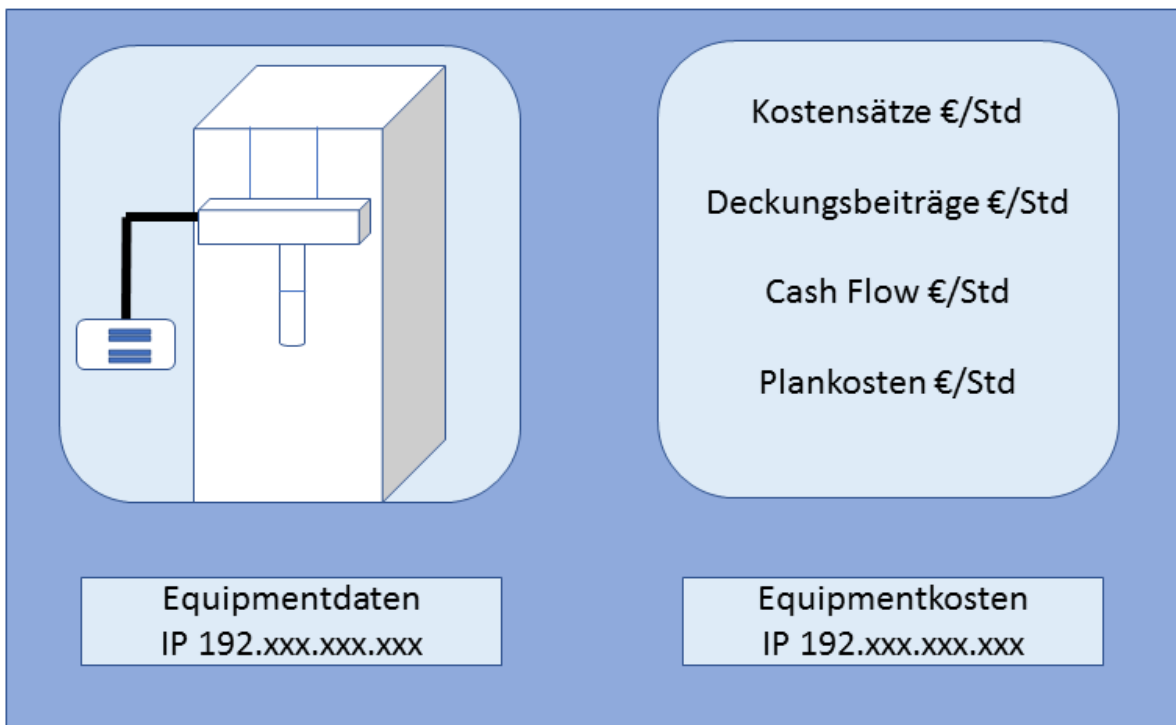 Kostensätze €/Std
Deckungsbeiträge €/Std
Cash Flow €/Std
Plankosten €/Std
Equipmentdaten
IP 192.xxx.xxx.xxx
Equipmentkosten
IP 192.xxx.xxx.xxx